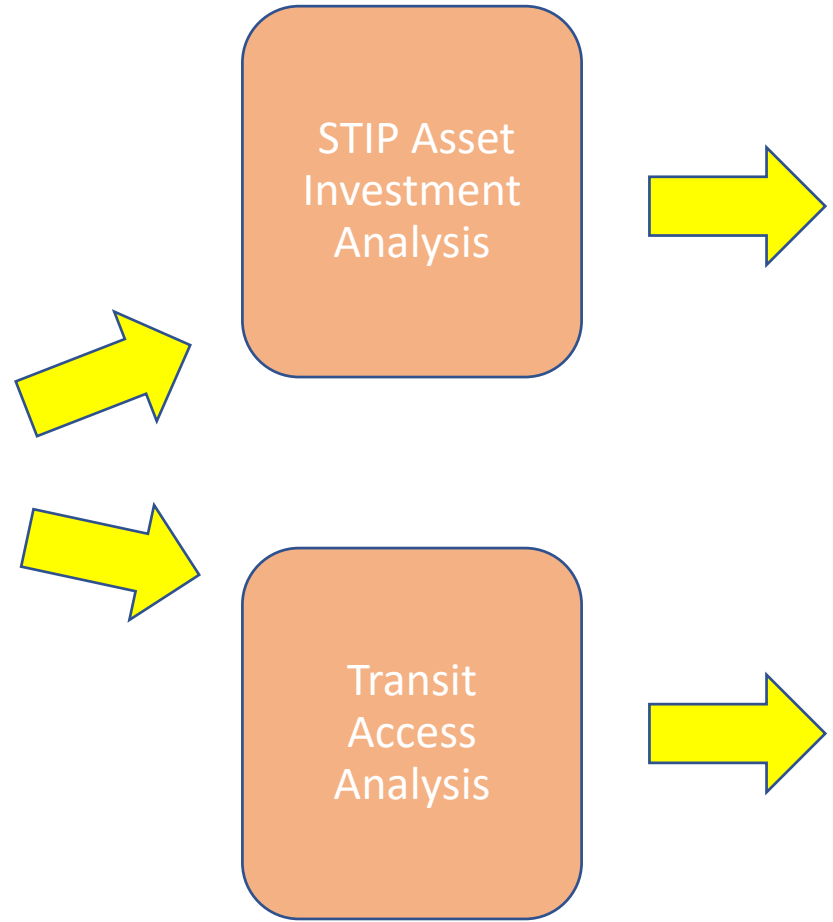 STIP Asset
Investment
Analysis
Transit
Access
Analysis